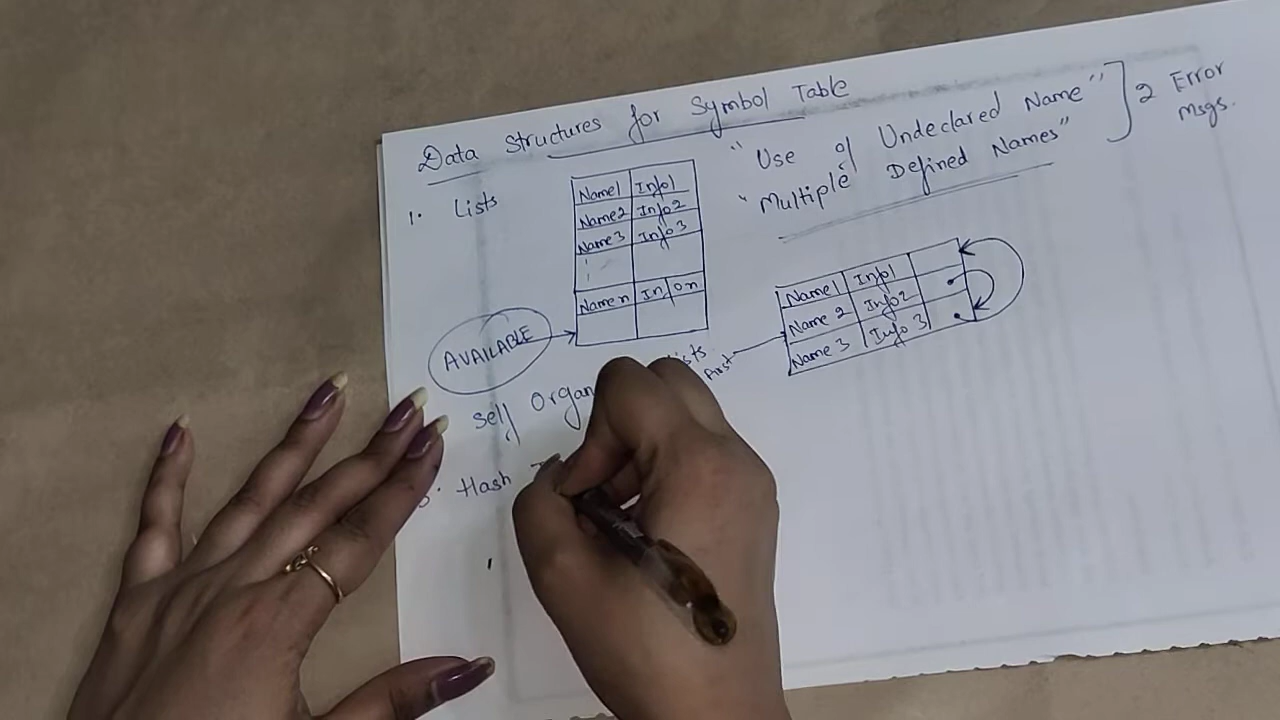 Data Structures for Symbol Table
"Use of Undeclared Name"
"Multiple Defined Names"
2 Error
Msgs.
1. Lists
Name1 Info1
Name2 Info2
Name3 Info3
Name n Info n
AVAILABLE
Name1 Info1
Name 2 Info2
Name 3 Info 3
Self Organ
Hash